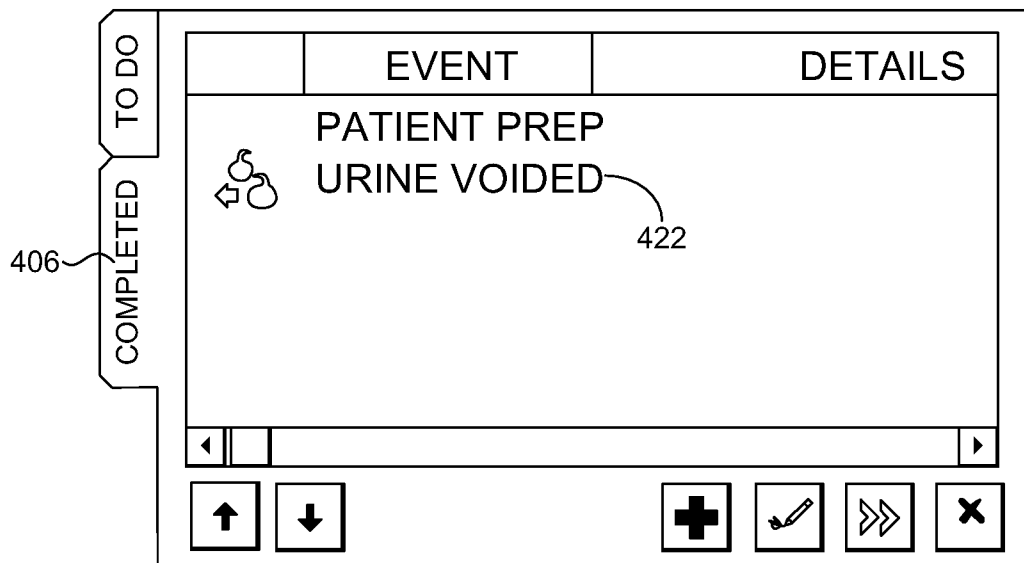 TO DO
EVENT DETAILS
PATIENT PREP
URINE VOIDED
422
COMPLETED
406